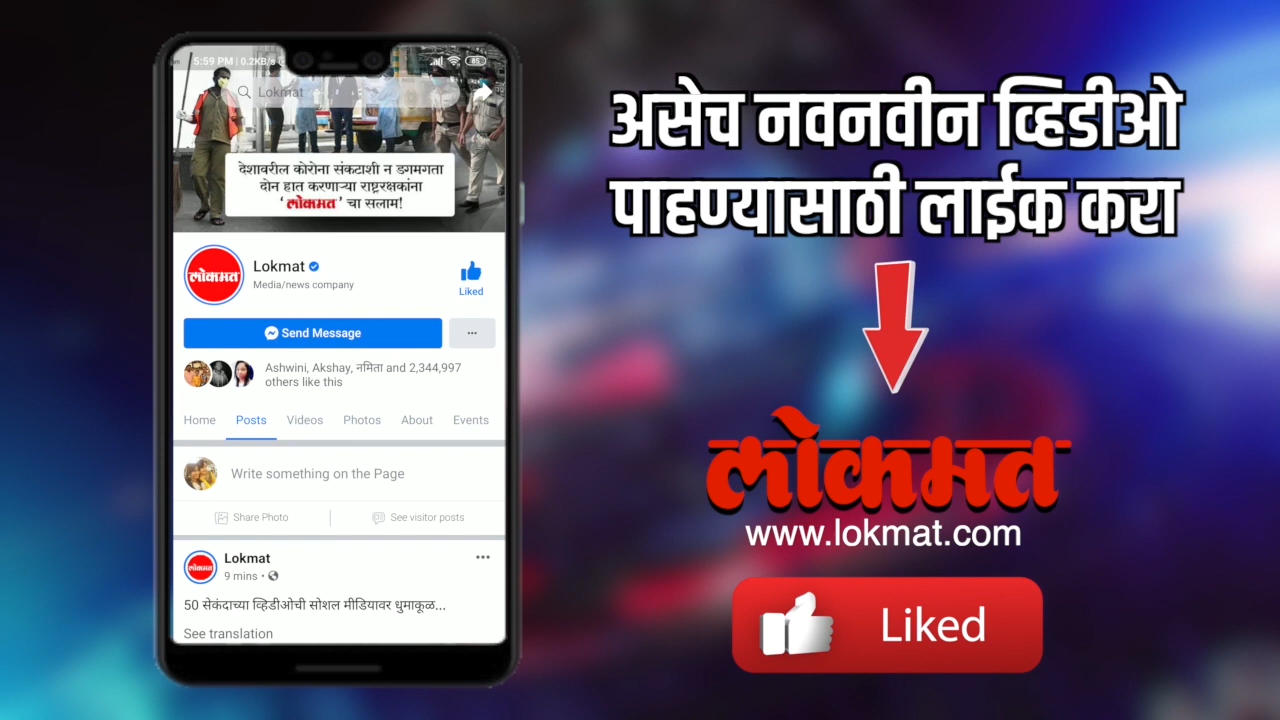 5:59 PM | 0.2KB/s
85
Lokmat
देशावरील कोरोना संकटाशी न डगमगता
दोन हात करणाऱ्या राष्ट्ररक्षकांना
‘लोकमत’ चा सलाम!
लोकमत
Lokmat
Media/news company
Liked
Send Message
Ashwini, Akshay, नमिता and 2,344,997
others like this
Home Posts Videos Photos About Events
Write something on the Page
Share Photo | See visitor posts
लोकमत
Lokmat
9 mins •
50 सेकंदाच्या व्हिडीओची सोशल मीडियावर धुमाकूळ...
See translation
असेच नवनवीन व्हिडीओ
पाहण्यासाठी लाईक करा
लोकमत
www.lokmat.com
Liked